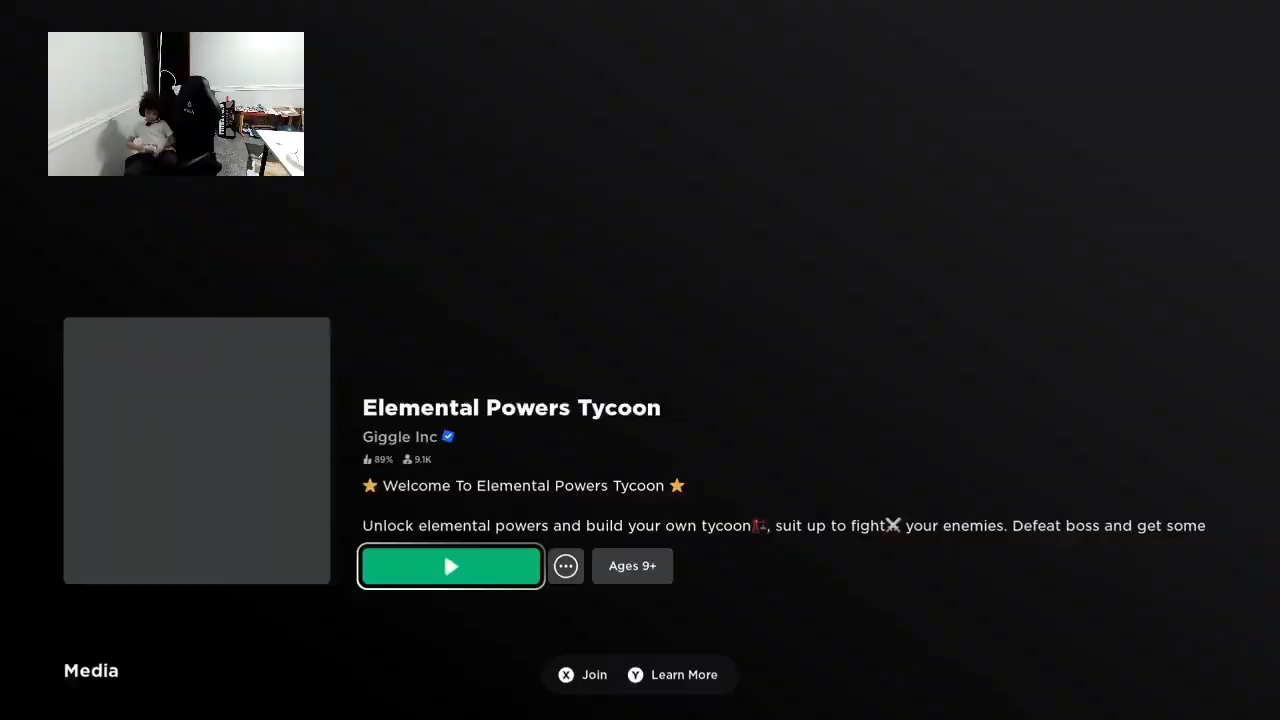 Elemental Powers Tycoon
Giggle Inc
89% 9.1K
⭐ Welcome To Elemental Powers Tycoon ⭐
Unlock elemental powers and build your own tycoon, suit up to fight⚔ your enemies. Defeat boss and get some
Ages 9+
Media
X Join Y Learn More